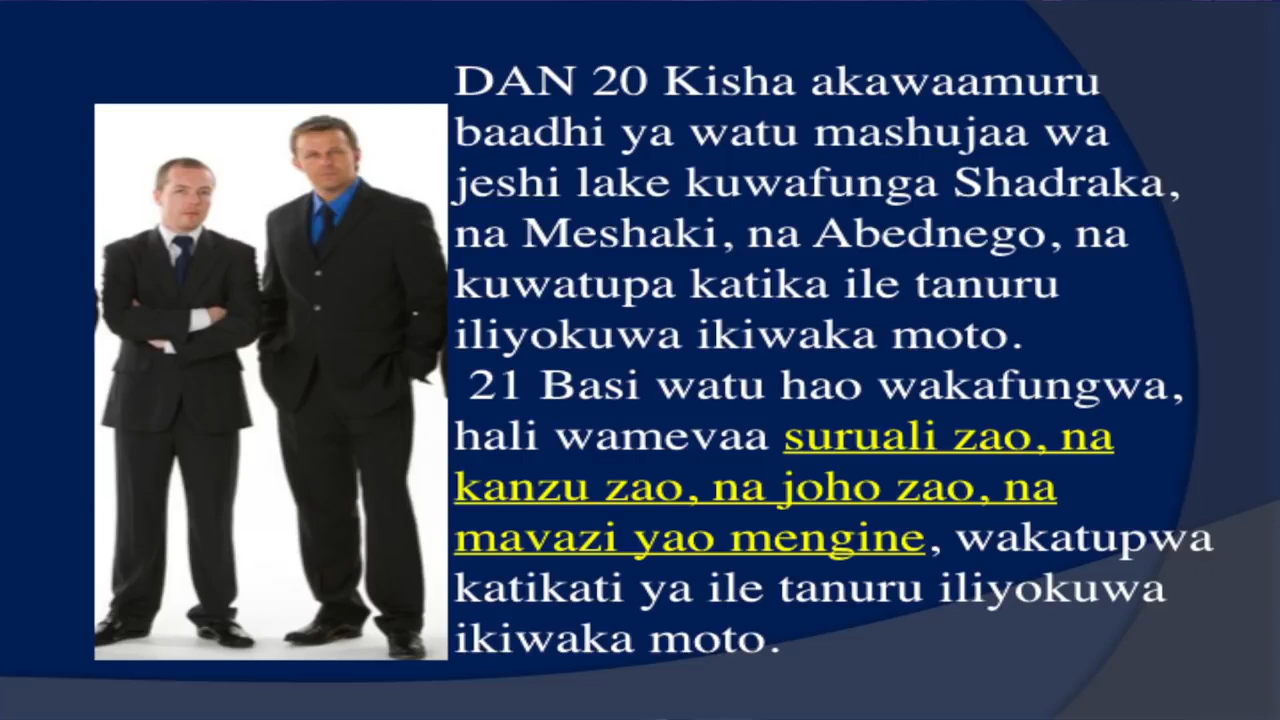 DAN 20 Kisha akawaamuru
baadhi ya watu mashujaa wa
jeshi lake kuwafunga Shadraka,
na Meshaki, na Abednego, na
kuwatupa katika ile tanuru
iliyokuwa ikiwaka moto.
21 Basi watu hao wakafungwa,
hali wamevaa suruali zao, na
kanzu zao, na joho zao, na
mavazi yao mengine, wakatupwa
katikati ya ile tanuru iliyokuwa
ikiwaka moto.